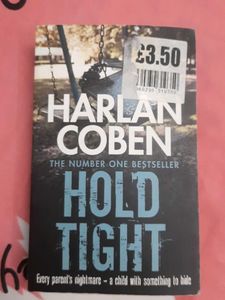 £3.50
HARLAN
COBEN
THE NUMBER ONE BESTSELLER
HOLD
TIGHT
Every parent's nightmare – a child with something to hide